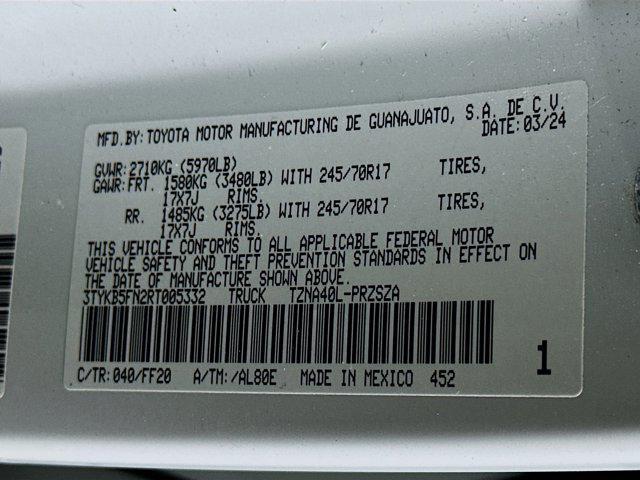 MFD.BY: TOYOTA MOTOR MANUFACTURING DE GUANAJUATO, S.A. DE C.V.
DATE: 03/24
GVWR: 2710KG (5970LB)
GAWR: FRT. 1580KG (3480LB) WITH 245/70R17 TIRES,
17X7J RIMS.
RR. 1485KG (3275LB) WITH 245/70R17 TIRES,
17X7J RIMS.
THIS VEHICLE CONFORMS TO ALL APPLICABLE FEDERAL MOTOR
VEHICLE SAFETY AND THEFT PREVENTION STANDARDS IN EFFECT ON
THE DATE OF MANUFACTURE SHOWN ABOVE.
3TYKB5FN2RT005332 TRUCK TZNA40L-PRZSZA
C/TR: 040/FF20 A/TM: /AL80E MADE IN MEXICO 452
1